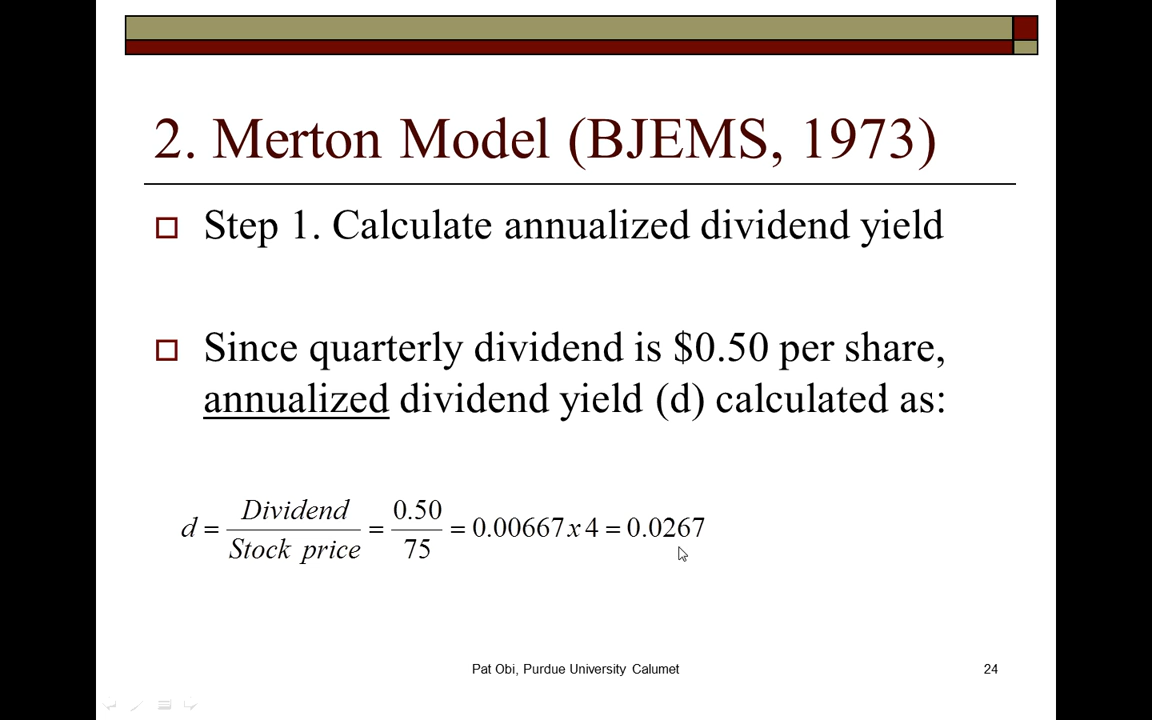 2. Merton Model (BJEMS, 1973)
Step 1. Calculate annualized dividend yield
Since quarterly dividend is $0.50 per share,
annualized dividend yield (d) calculated as:
d = Dividend / Stock price = 0.50 / 75 = 0.00667 x 4 = 0.0267
Pat Obi, Purdue University Calumet
24